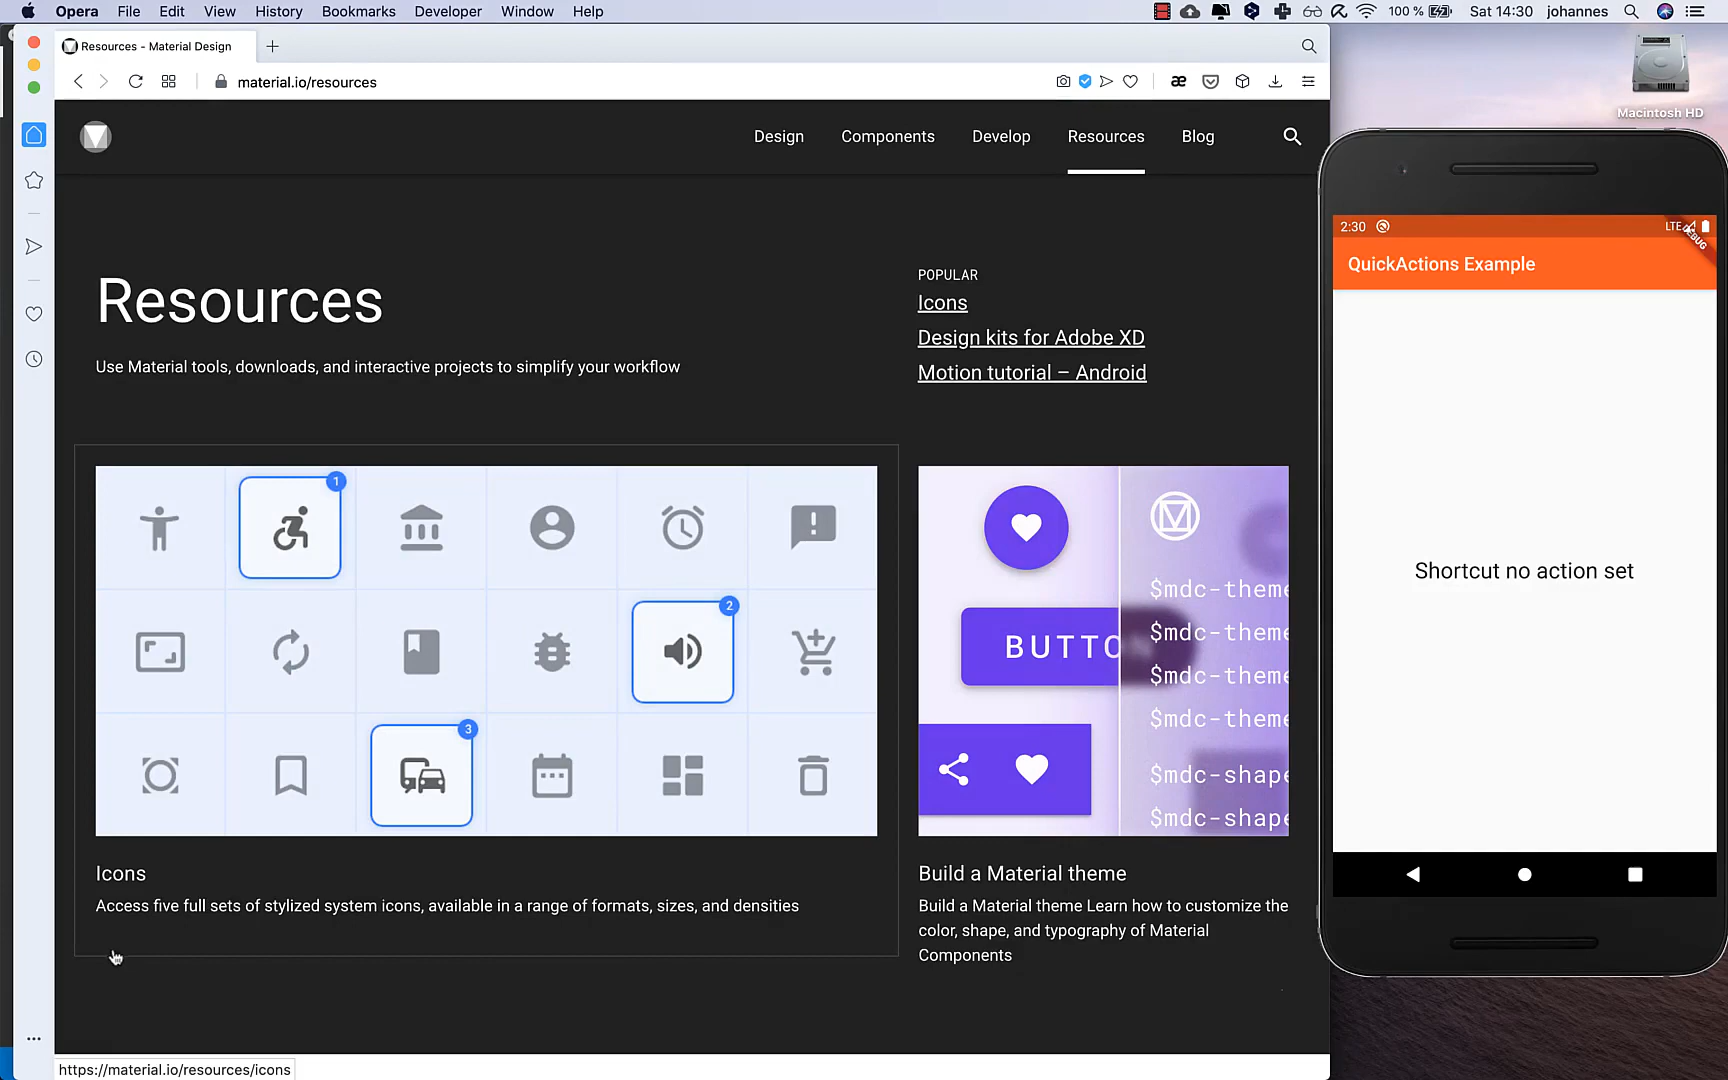 Opera File Edit View History Bookmarks Developer Window Help
100 % Sat 14:30 johannes
Resources - Material Design
material.io/resources
Macintosh HD
Design Components Develop Resources Blog
Resources
Use Material tools, downloads, and interactive projects to simplify your workflow
POPULAR
Icons
Design kits for Adobe XD
Motion tutorial – Android
1
2
3
Icons
Access five full sets of stylized system icons, available in a range of formats, sizes, and densities
BUTTON
$mdc-theme
$mdc-theme
$mdc-theme
$mdc-theme
$mdc-shape
$mdc-shape
Build a Material theme
Build a Material theme Learn how to customize the
color, shape, and typography of Material
Components
https://material.io/resources/icons
2:30 LTE
DEBUG
QuickActions Example
Shortcut no action set